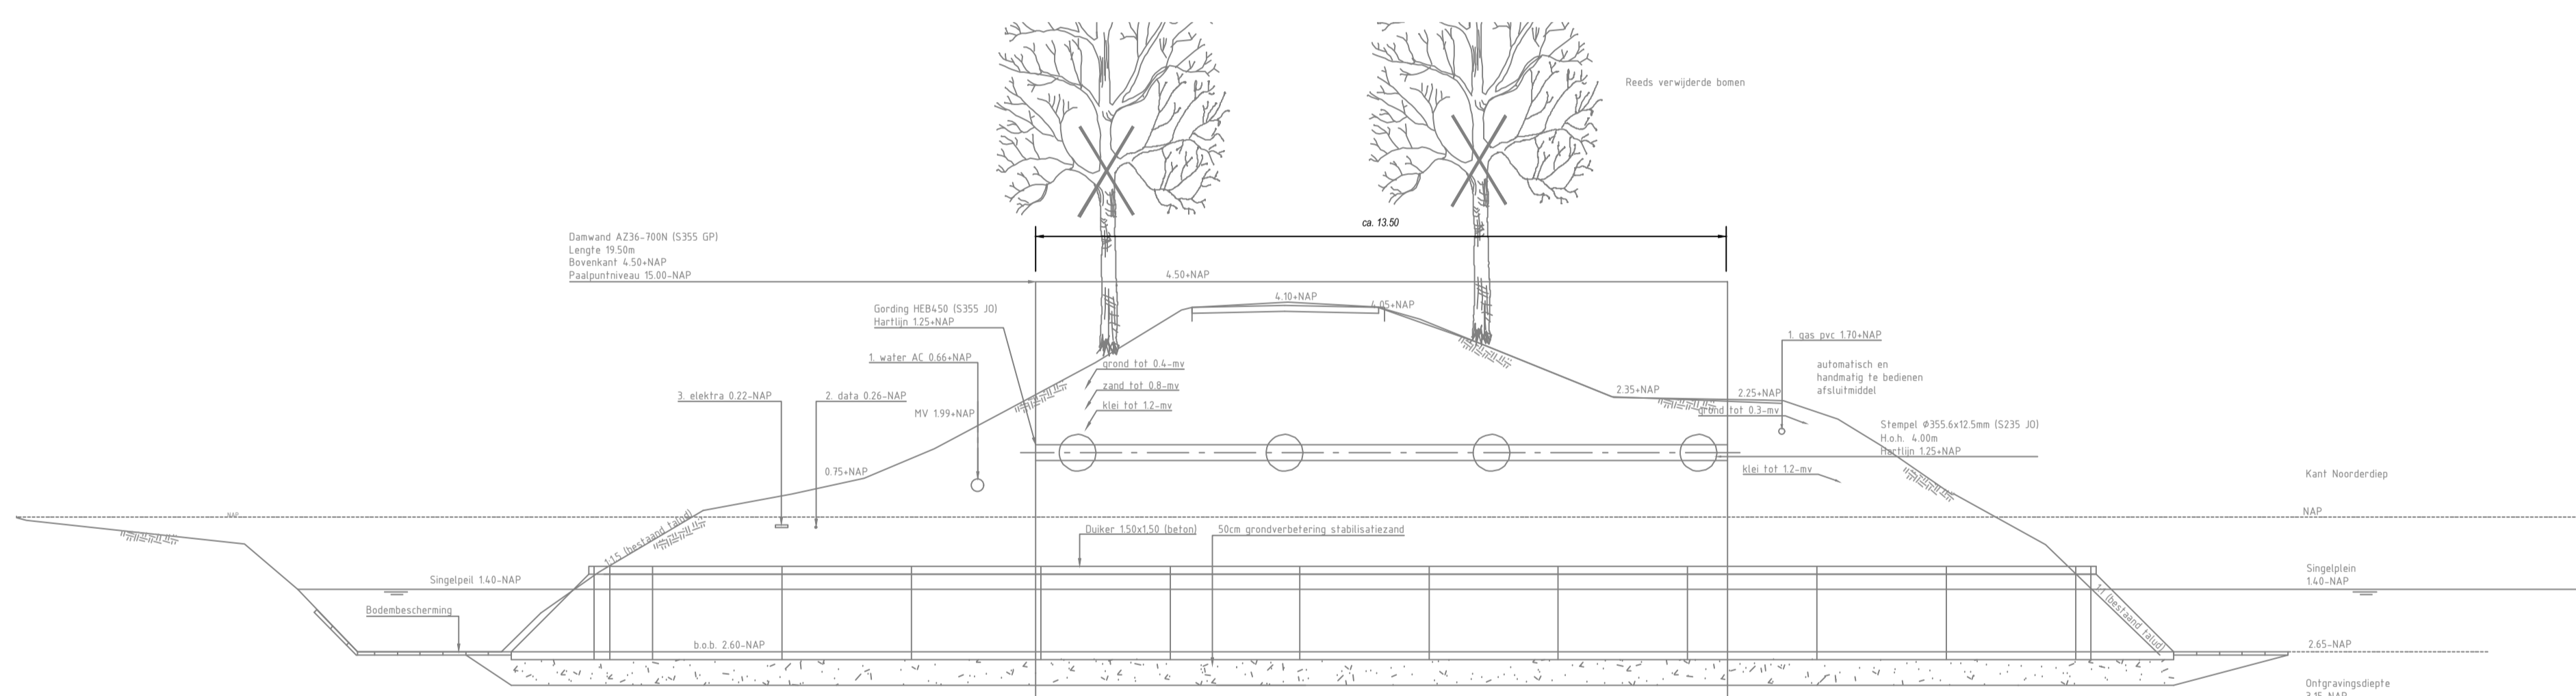 Reeds verwijderde bomen
ca. 13.50
Damwand AZ36-700N (S355 GP)
Lengte 19.50m
Bovenkant 4.50+NAP
Paalpuntniveau 15.00-NAP
4.50+NAP
4.10+NAP
4.05+NAP
Gording HEB450 (S355 JO)
Hartlijn 1.25+NAP
1. water AC 0.66+NAP
grond tot 0.4-mv
zand tot 0.8-mv
klei tot 1.2-mv
3. elektra 0.22-NAP
2. data 0.26-NAP
MV 1.99+NAP
0.75+NAP
1. gas pvc 1.70+NAP
automatisch en
handmatig te bedienen
afsluitmiddel
2.35+NAP
2.25+NAP
grond tot 0.3-mv
Stempel Φ355.6x12.5mm (S235 JO)
H.o.h. 4.00m
Hartlijn 1.25+NAP
klei tot 1.2-mv
Kant Noorderdiep
NAP
NAP
1:1.5 (bestaand talud)
Duiker 1.50x1,50 (beton)
50cm grondverbetering stabilisatiezand
Singelpeil 1.40-NAP
Singelplein
1.40-NAP
Bodembescherming
1:1 (bestaand talud)
b.o.b. 2.60-NAP
2.65-NAP
Ontgravingsdiepte
3.15-NAP